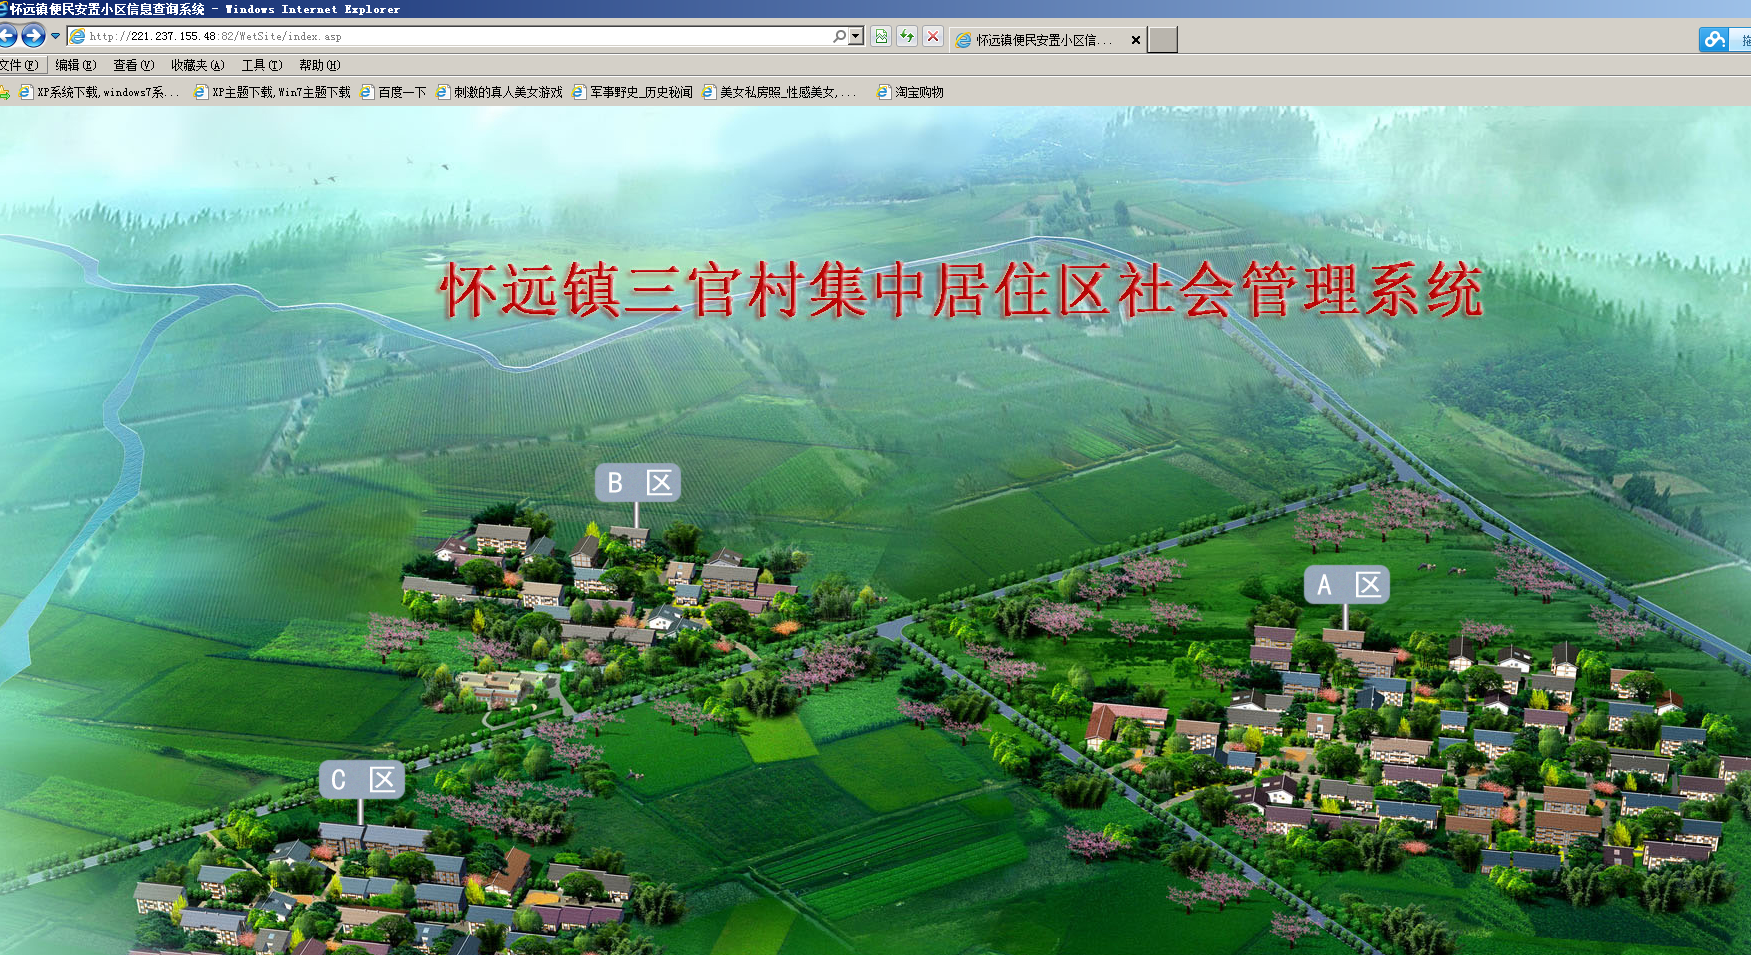 怀远镇便民安置小区信息查询系统 - Windows Internet Explorer
http://221.237.155.48:82/WetSite/index.asp
怀远镇便民安置小区信...
文件(F) 编辑(E) 查看(V) 收藏夹(A) 工具(T) 帮助(H)
XP系统下载,windows7系... XP主题下载,Win7主题下载 百度一下 刺激的真人美女游戏 军事野史_历史秘闻 美女私房照_性感美女,... 淘宝购物
怀远镇三官村集中居住区社会管理系统
B 区
A 区
C 区